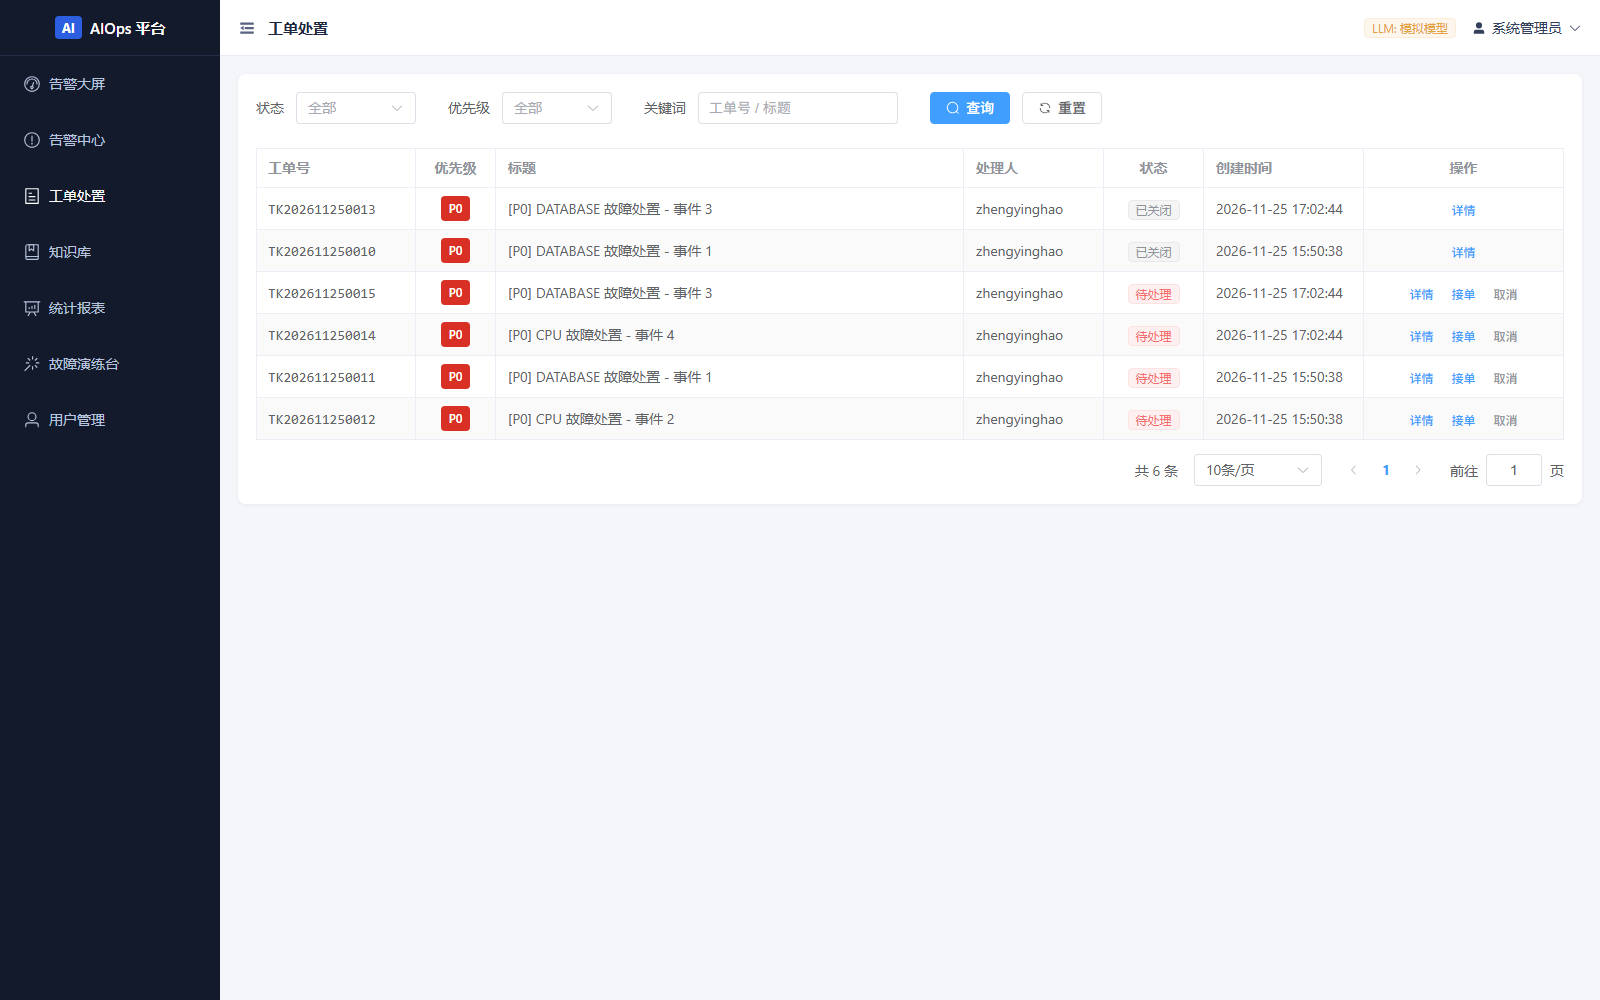 AI AIOps 平台
工单处置
LLM: 模拟模型
系统管理员
告警大屏
告警中心
工单处置
知识库
统计报表
故障演练台
用户管理
状态 全部 优先级 全部 关键词 工单号 / 标题 查询 重置
工单号 优先级 标题 处理人 状态 创建时间 操作
TK202611250013 P0 [P0] DATABASE 故障处置 - 事件 3 zhengyinghao 已关闭 2026-11-25 17:02:44 详情
TK202611250010 P0 [P0] DATABASE 故障处置 - 事件 1 zhengyinghao 已关闭 2026-11-25 15:50:38 详情
TK202611250015 P0 [P0] DATABASE 故障处置 - 事件 3 zhengyinghao 待处理 2026-11-25 17:02:44 详情 接单 取消
TK202611250014 P0 [P0] CPU 故障处置 - 事件 4 zhengyinghao 待处理 2026-11-25 17:02:44 详情 接单 取消
TK202611250011 P0 [P0] DATABASE 故障处置 - 事件 1 zhengyinghao 待处理 2026-11-25 15:50:38 详情 接单 取消
TK202611250012 P0 [P0] CPU 故障处置 - 事件 2 zhengyinghao 待处理 2026-11-25 15:50:38 详情 接单 取消
共 6 条 10条/页 1 前往 1 页